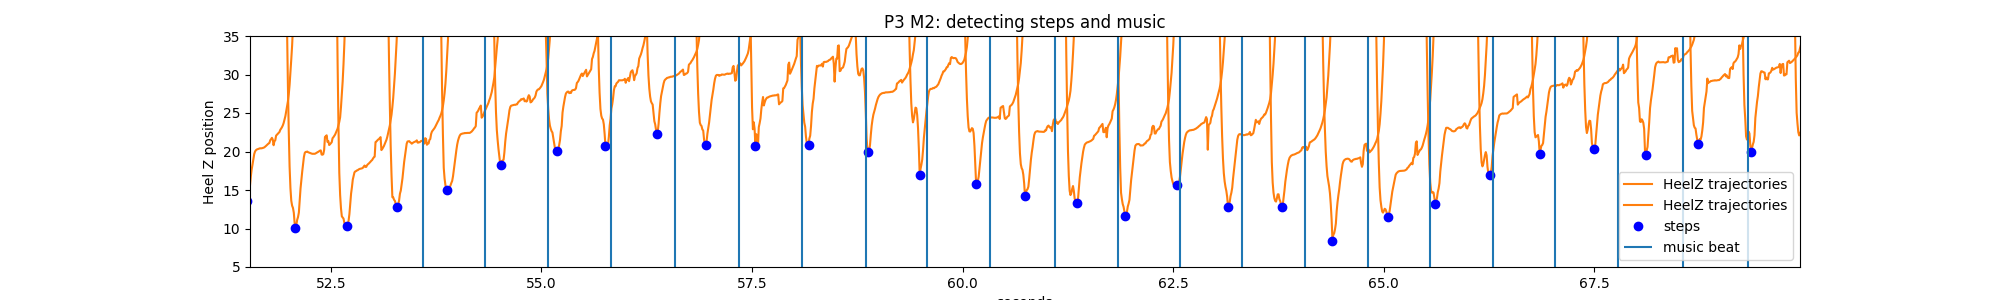 P3 M2: detecting steps and music
35
30
25
20
15
10
5
Heel Z position
52.5
55.0
57.5
60.0
62.5
65.0
67.5
seconds
HeelZ trajectories
HeelZ trajectories
steps
music beat